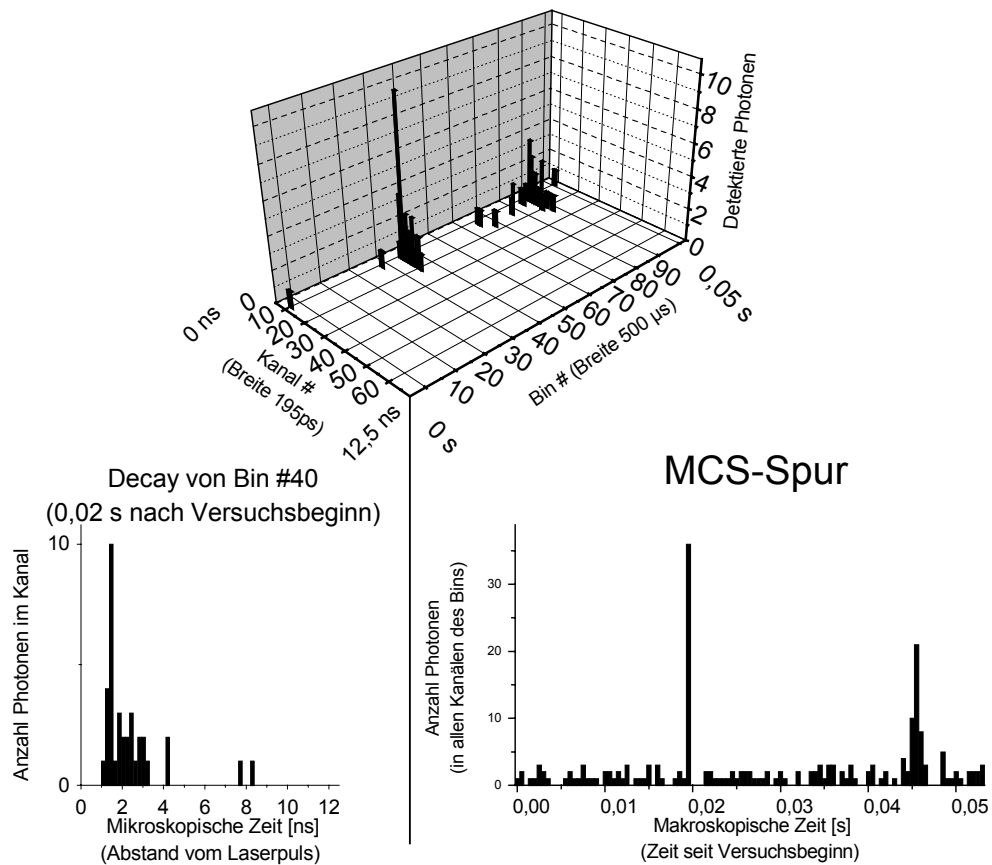 10
8
6
4
2
0
Detektierte Photonen
0 ns
0
10
20
30
40
50
60
Kanal #
(Breite 195ps)
12,5 ns
0 s
10
20
30
40
50
60
70
80
90
Bin # (Breite 500 µs)
0,05 s
Decay von Bin #40
(0,02 s nach Versuchsbeginn)
10
0
Anzahl Photonen im Kanal
0 2 4 6 8 10 12
Mikroskopische Zeit [ns]
(Abstand vom Laserpuls)
MCS-Spur
30
20
10
0
Anzahl Photonen
(in allen Kanälen des Bins)
0,00 0,01 0,02 0,03 0,04 0,05
Makroskopische Zeit [s]
(Zeit seit Versuchsbeginn)